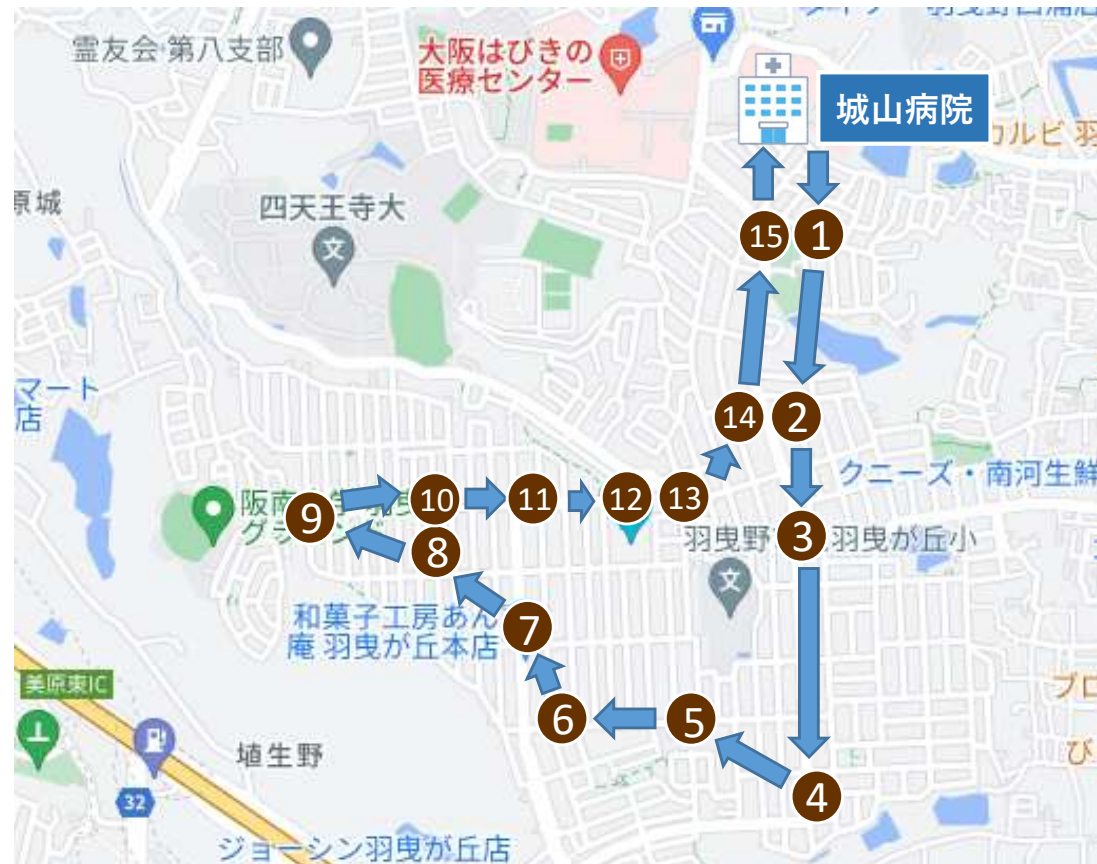 霊友会 第八支部
大阪はびきの
医療センター
城山病院
カルビ 羽
原城
四天王寺大
文
15
1
マート
店
14
2
クニーズ・南河生鮮
阪南
グラ
9
10
11
12
13
3
羽曳野
羽曳が丘小
文
8
和菓子工房あん
庵 羽曳が丘本店
7
美原東IC
6
5
プロ
び
埴生野
32
4
ジョーシン羽曳が丘店